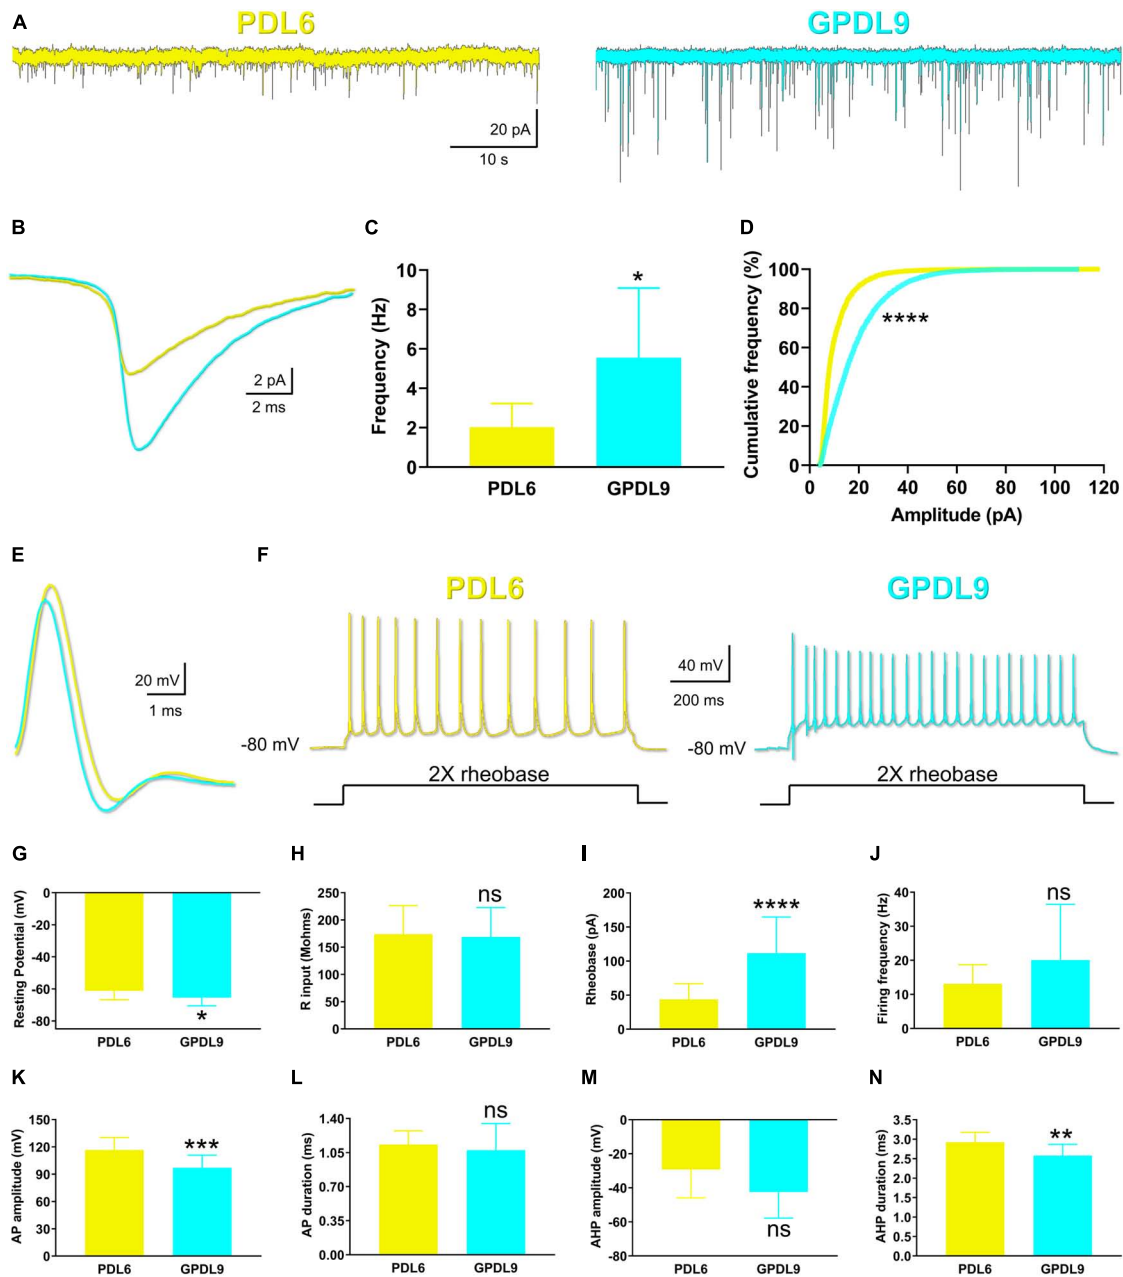 A
PDL6
GPDL9
20 pA
10 s
B
2 pA
2 ms
C
Frequency (Hz)
10
8
6
4
2
0
*
PDL6
GPDL9
D
Cumulative frequency (%)
100
80
60
40
20
0
****
0 20 40 60 80 100 120
Amplitude (pA)
E
20 mV
1 ms
F
PDL6
GPDL9
40 mV
200 ms
-80 mV
-80 mV
2X rheobase
2X rheobase
G
Resting Potential (mV)
0
-20
-40
-60
-80
*
PDL6
GPDL9
H
R input (Mohms)
250
200
150
100
50
0
ns
PDL6
GPDL9
I
Rheobase (pA)
200
150
100
50
0
****
PDL6
GPDL9
J
Firing frequency (Hz)
40
30
20
10
0
ns
PDL6
GPDL9
K
AP amplitude (mV)
150
120
90
60
30
0
***
PDL6
GPDL9
L
AP duration (ms)
1.40
1.05
0.70
0.35
0.00
ns
PDL6
GPDL9
M
AHP amplitude (mV)
0
-20
-40
-60
-80
ns
PDL6
GPDL9
N
AHP duration (ms)
3.5
3.0
2.5
2.0
1.5
1.0
0.5
0.0
**
PDL6
GPDL9